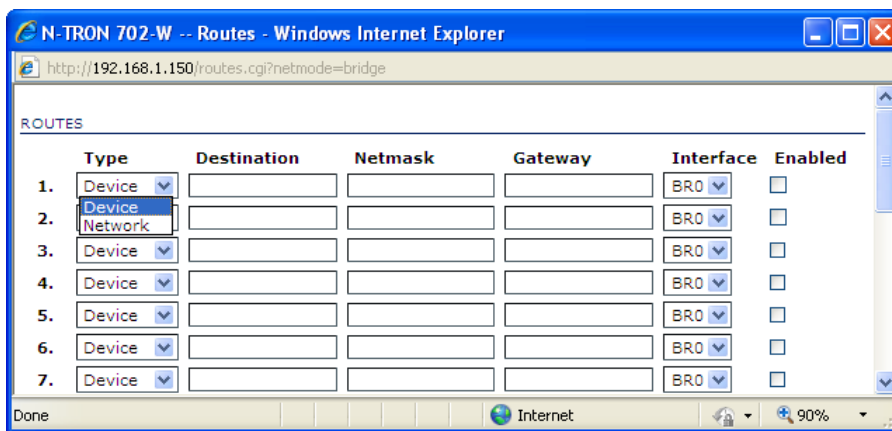 N-TRON 702-W -- Routes - Windows Internet Explorer
http://192.168.1.150/routes.cgi?netmode=bridge
ROUTES
Type Destination Netmask Gateway Interface Enabled
1. Device BR0
Device
2. BR0
Network
3. Device BR0
4. Device BR0
5. Device BR0
6. Device BR0
7. Device BR0
Done Internet 90%